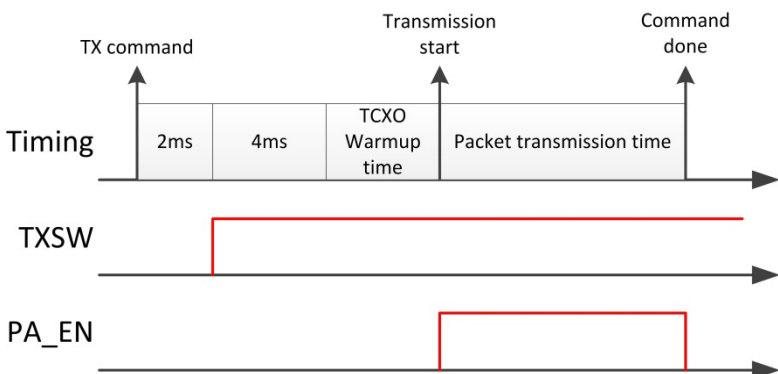 Transmission
start
Command
done
TX command
Timing
2ms
4ms
TCXO
Warmup
time
Packet transmission time
TXSW
PA_EN